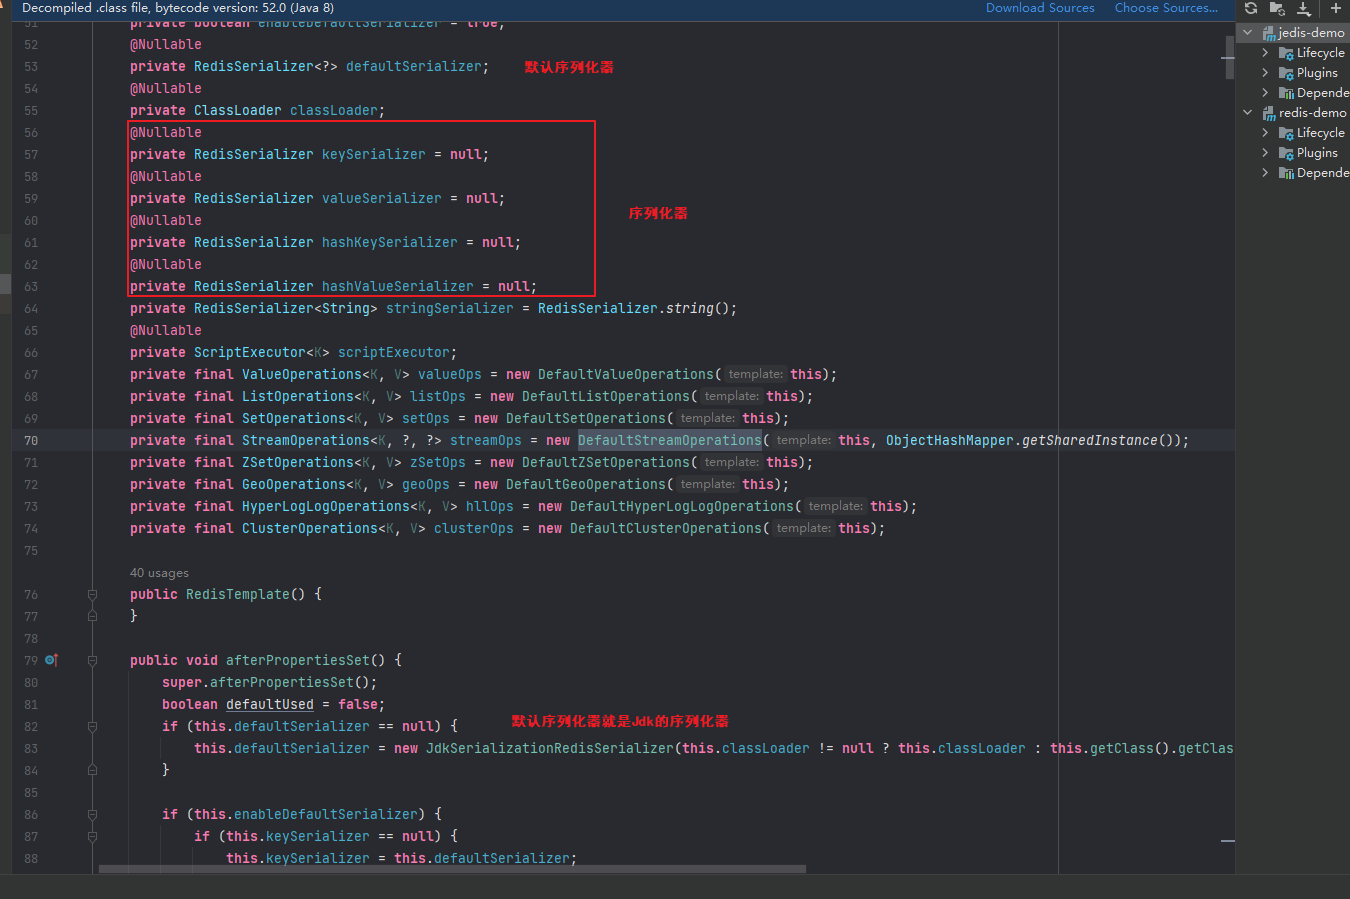 Decompiled .class file, bytecode version: 52.0 (Java 8) Download Sources Choose Sources...
51 private boolean enableDefaultSerializer = true;
52 @Nullable
53 private RedisSerializer<?> defaultSerializer; 默认序列化器
54 @Nullable
55 private ClassLoader classLoader;
56 @Nullable
57 private RedisSerializer keySerializer = null;
58 @Nullable
59 private RedisSerializer valueSerializer = null;
序列化器
60 @Nullable
61 private RedisSerializer hashKeySerializer = null;
62 @Nullable
63 private RedisSerializer hashValueSerializer = null;
64 private RedisSerializer<String> stringSerializer = RedisSerializer.string();
65 @Nullable
66 private ScriptExecutor<K> scriptExecutor;
67 private final ValueOperations<K, V> valueOps = new DefaultValueOperations( template: this);
68 private final ListOperations<K, V> listOps = new DefaultListOperations( template: this);
69 private final SetOperations<K, V> setOps = new DefaultSetOperations( template: this);
70 private final StreamOperations<K, ?, ?> streamOps = new DefaultStreamOperations( template: this, ObjectHashMapper.getSharedInstance());
71 private final ZSetOperations<K, V> zSetOps = new DefaultZSetOperations( template: this);
72 private final GeoOperations<K, V> geoOps = new DefaultGeoOperations( template: this);
73 private final HyperLogLogOperations<K, V> hllOps = new DefaultHyperLogLogOperations( template: this);
74 private final ClusterOperations<K, V> clusterOps = new DefaultClusterOperations( template: this);
75
40 usages
76 public RedisTemplate() {
77 }
78
79 public void afterPropertiesSet() {
80 super.afterPropertiesSet();
81 boolean defaultUsed = false;
82 if (this.defaultSerializer == null) { 默认序列化器就是Jdk的序列化器
83 this.defaultSerializer = new JdkSerializationRedisSerializer(this.classLoader != null ? this.classLoader : this.getClass().getClas
84 }
85
86 if (this.enableDefaultSerializer) {
87 if (this.keySerializer == null) {
88 this.keySerializer = this.defaultSerializer;
jedis-demo
Lifecycle
Plugins
Depende
redis-demo
Lifecycle
Plugins
Depende